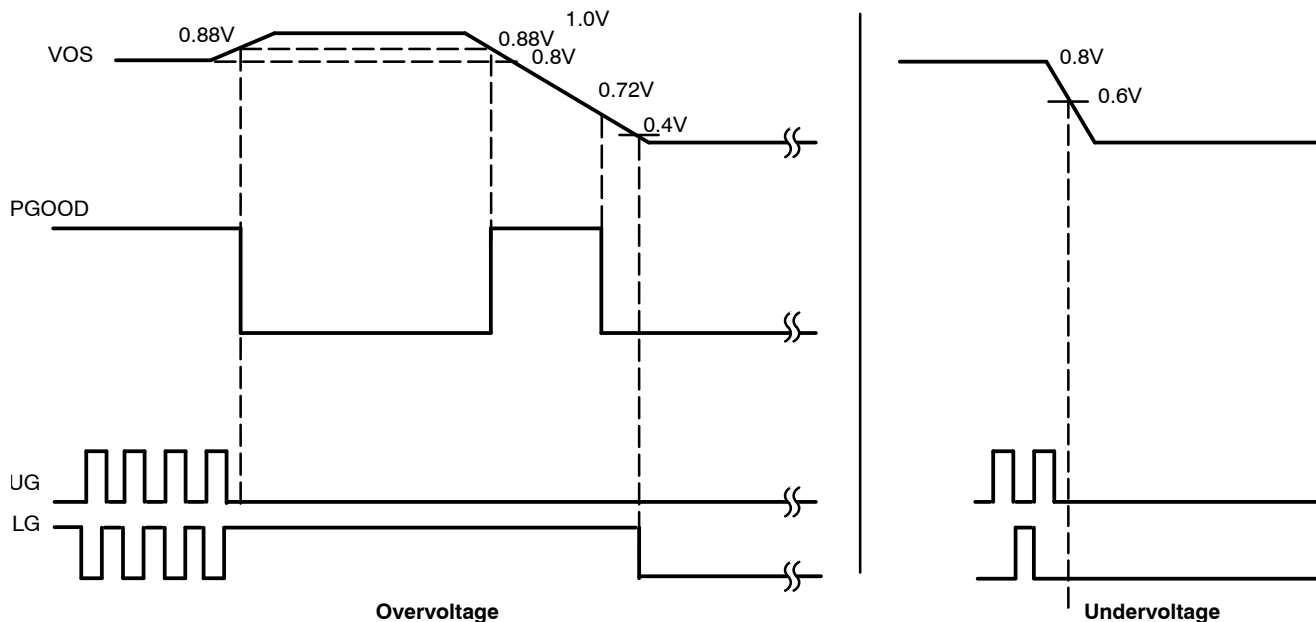 1.0V
0.88V
0.88V
VOS
0.8V
0.8V
0.72V
0.6V
0.4V
PGOOD
UG
LG
Overvoltage
Undervoltage